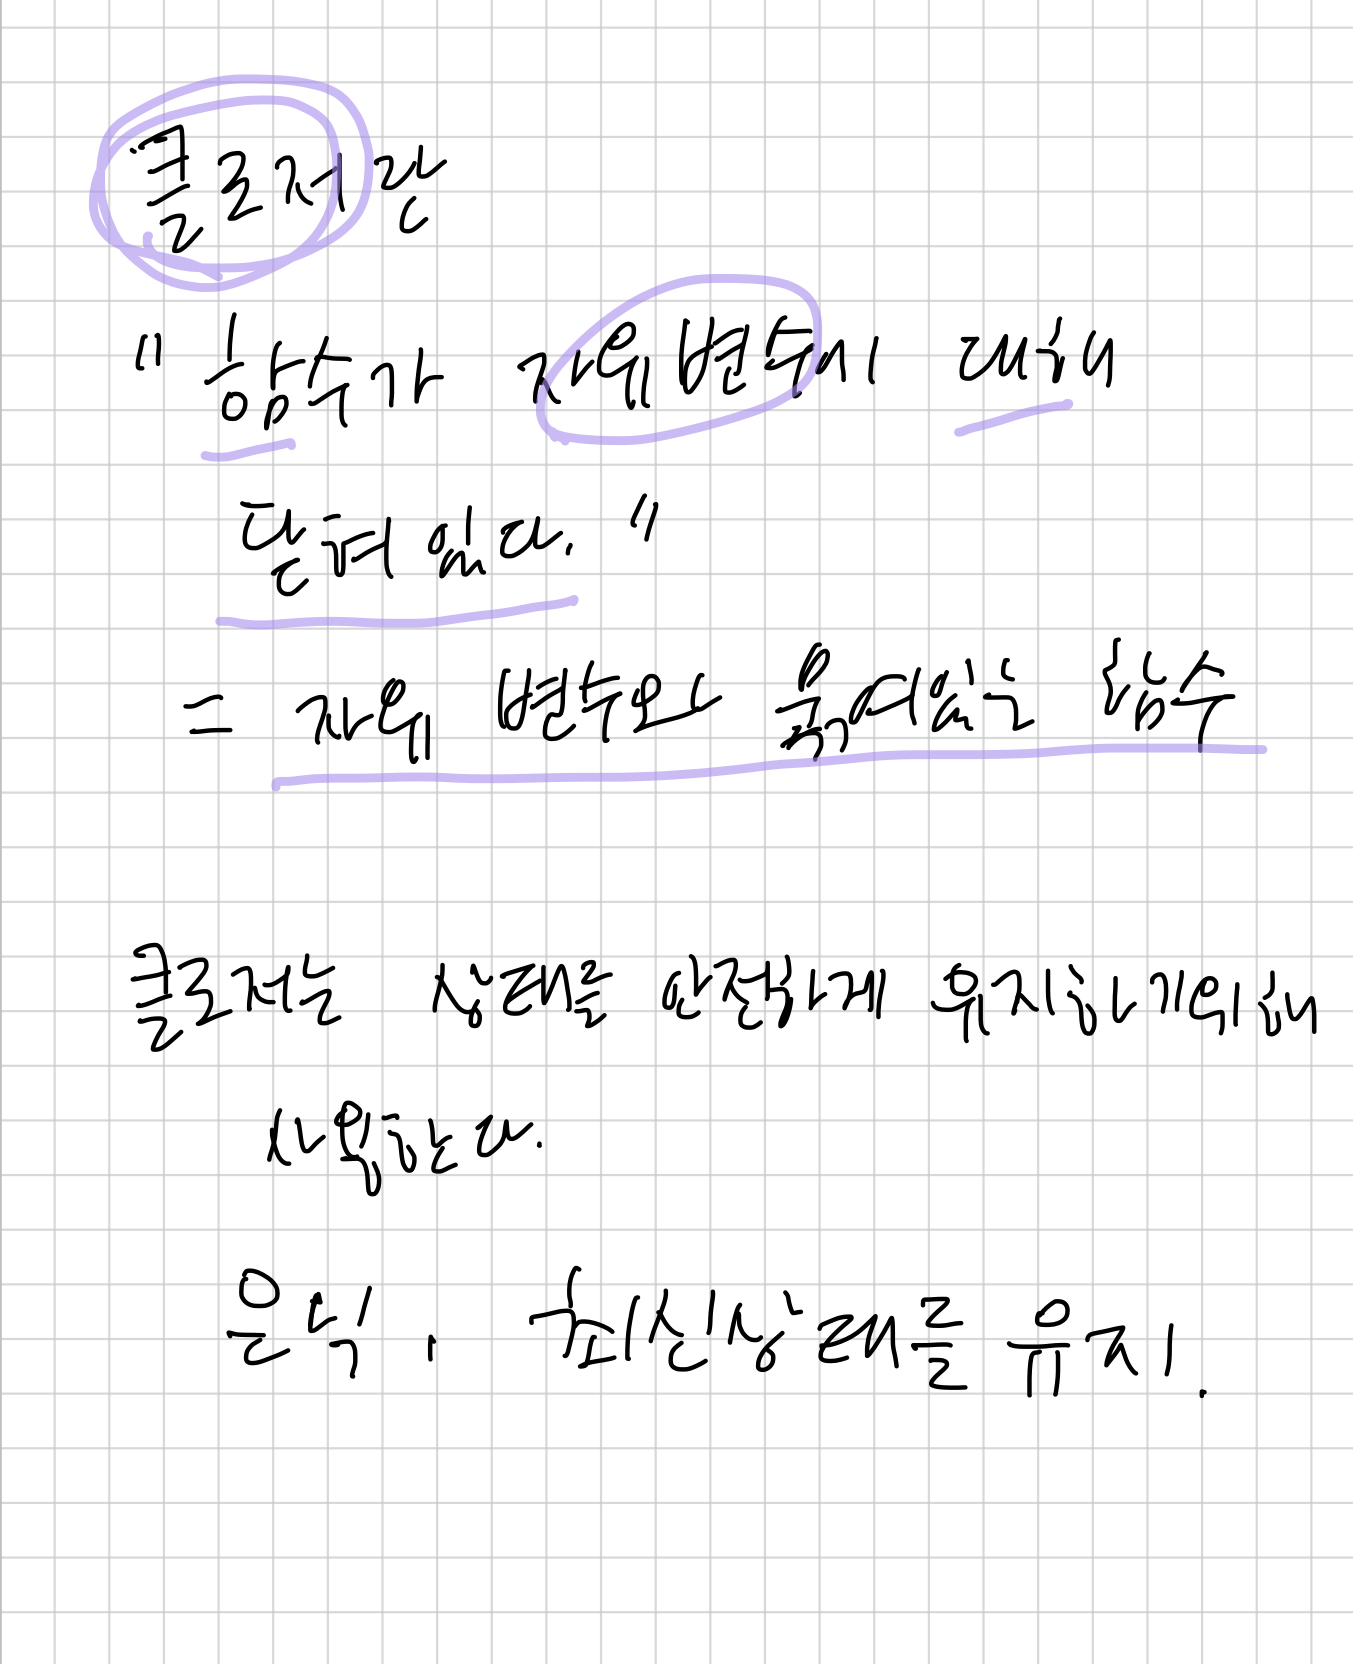 클로저란
"함수가 자유변수에 대해
닫혀있다."
= 자유 변수와 묶여있는 함수
클로저는 상태를 안전하게 유지하기위해
사용한다.
은닉, 최신상태를 유지.